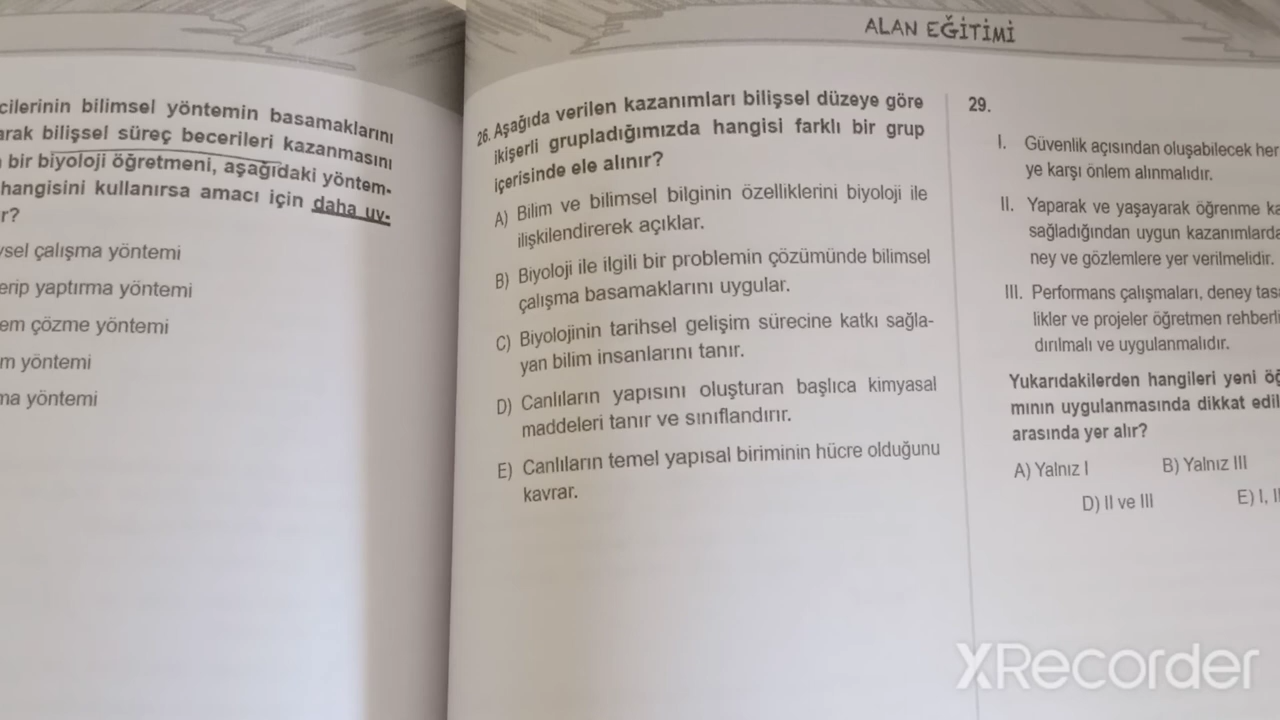 ALAN EĞİTİMİ
cilerinin bilimsel yöntemin basamaklarını
arak bilişsel süreç becerileri kazanmasını
bir biyoloji öğretmeni, aşağıdaki yöntem-
hangisini kullanırsa amacı için daha uy-
r?
sel çalışma yöntemi
erip yaptırma yöntemi
em çözme yöntemi
m yöntemi
ma yöntemi
26. Aşağıda verilen kazanımları bilişsel düzeye göre
ikişerli grupladığımızda hangisi farklı bir grup
içerisinde ele alınır?
A) Bilim ve bilimsel bilginin özelliklerini biyoloji ile
ilişkilendirerek açıklar.
B) Biyoloji ile ilgili bir problemin çözümünde bilimsel
çalışma basamaklarını uygular.
C) Biyolojinin tarihsel gelişim sürecine katkı sağla-
yan bilim insanlarını tanır.
D) Canlıların yapısını oluşturan başlıca kimyasal
maddeleri tanır ve sınıflandırır.
E) Canlıların temel yapısal biriminin hücre olduğunu
kavrar.
29.
I. Güvenlik açısından oluşabilecek her
ye karşı önlem alınmalıdır.
II. Yaparak ve yaşayarak öğrenme ka
sağladığından uygun kazanımlarda
ney ve gözlemlere yer verilmelidir.
III. Performans çalışmaları, deney tas
likler ve projeler öğretmen rehberli
dırılmalı ve uygulanmalıdır.
Yukarıdakilerden hangileri yeni öğ
mının uygulanmasında dikkat edil
arasında yer alır?
A) Yalnız I B) Yalnız III
D) II ve III E) I, II
XRecorder